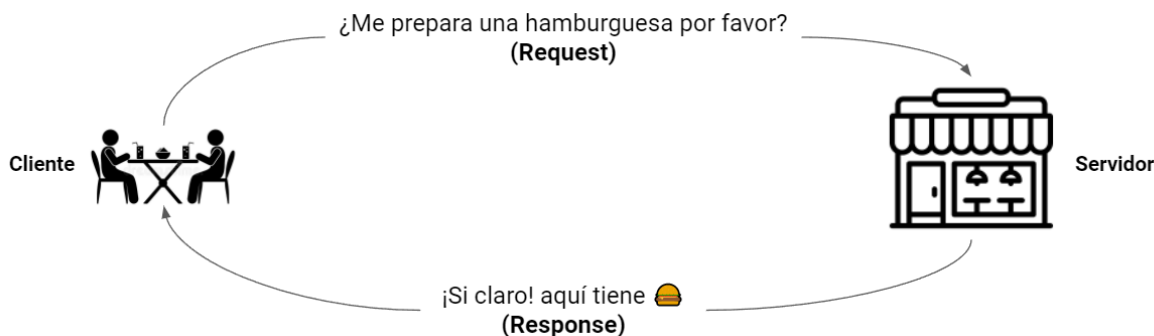 ¿Me prepara una hamburguesa por favor?
(Request)
Cliente
Servidor
¡Si claro! aquí tiene 🍔
(Response)